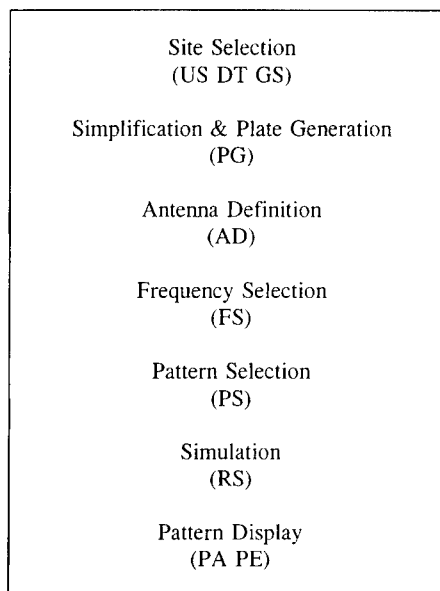 Site Selection
(US DT GS)
Simplification & Plate Generation
(PG)
Antenna Definition
(AD)
Frequency Selection
(FS)
Pattern Selection
(PS)
Simulation
(RS)
Pattern Display
(PA PE)